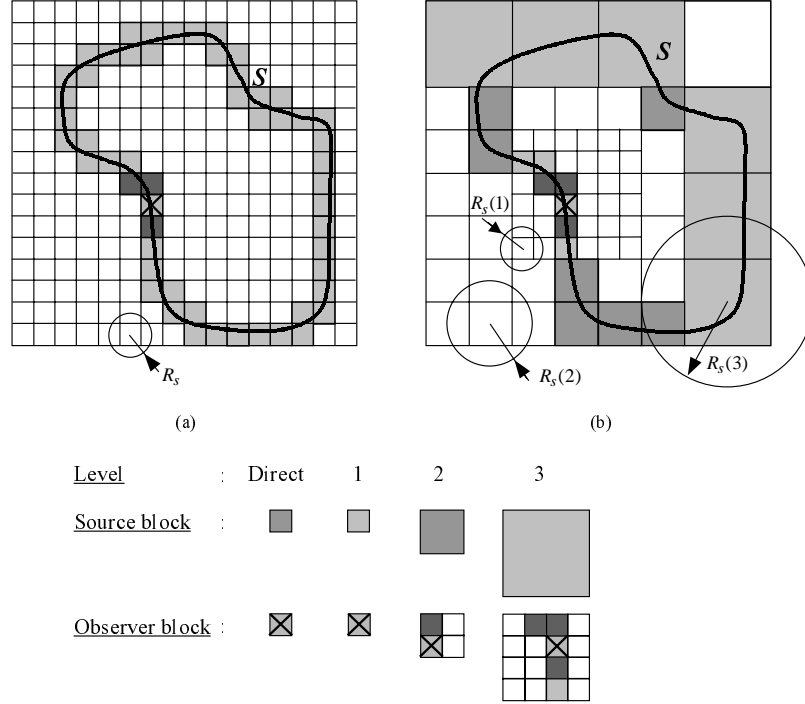 S
S
R_s(1)
R_s
R_s(2)
R_s(3)
(a)
(b)
Level : Direct 1 2 3
Source block :
Observer block :